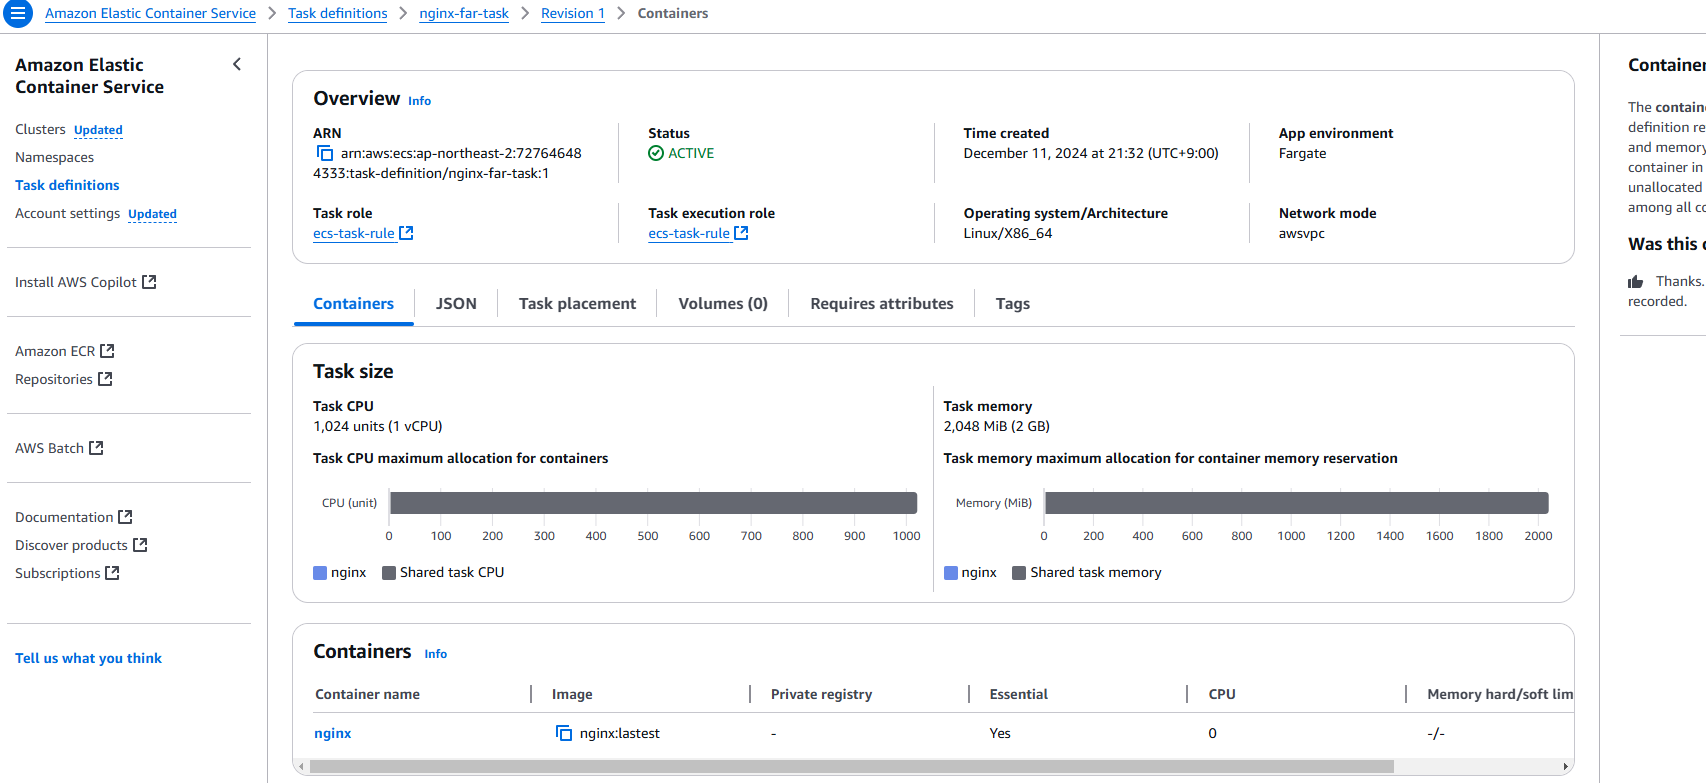 Amazon Elastic Container Service > Task definitions > nginx-far-task > Revision 1 > Containers
Amazon Elastic
Container Service
Clusters Updated
Namespaces
Task definitions
Account settings Updated
Install AWS Copilot
Amazon ECR
Repositories
AWS Batch
Documentation
Discover products
Subscriptions
Tell us what you think
Overview Info
ARN
arn:aws:ecs:ap-northeast-2:72764648
4333:task-definition/nginx-far-task:1
Status
ACTIVE
Time created
December 11, 2024 at 21:32 (UTC+9:00)
App environment
Fargate
Task role
ecs-task-rule
Task execution role
ecs-task-rule
Operating system/Architecture
Linux/X86_64
Network mode
awsvpc
Containers JSON Task placement Volumes (0) Requires attributes Tags
Task size
Task CPU
1,024 units (1 vCPU)
Task CPU maximum allocation for containers
CPU (unit)
0 100 200 300 400 500 600 700 800 900 1000
nginx Shared task CPU
Task memory
2,048 MiB (2 GB)
Task memory maximum allocation for container memory reservation
Memory (MiB)
0 200 400 600 800 1000 1200 1400 1600 1800 2000
nginx Shared task memory
Containers Info
Container name Image Private registry Essential CPU Memory hard/soft lim
nginx nginx:lastest - Yes 0 -/-
Container
The contain
definition re
and memory
container in
unallocated
among all co
Was this
Thanks.
recorded.